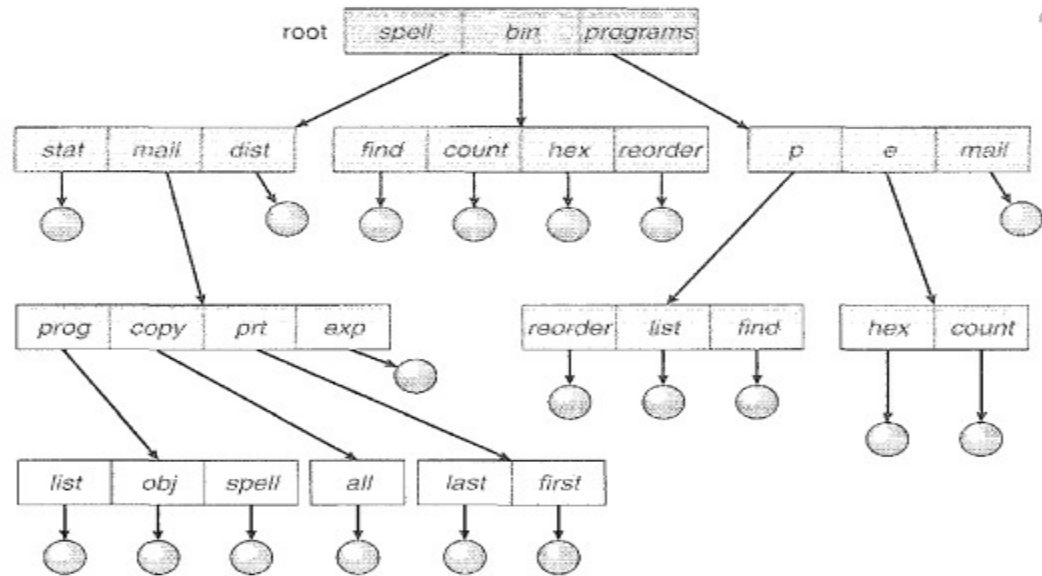 root spell bin programs
stat mail dist find count hex reorder p e mail
prog copy prt exp reorder list find hex count
list obj spell all last first